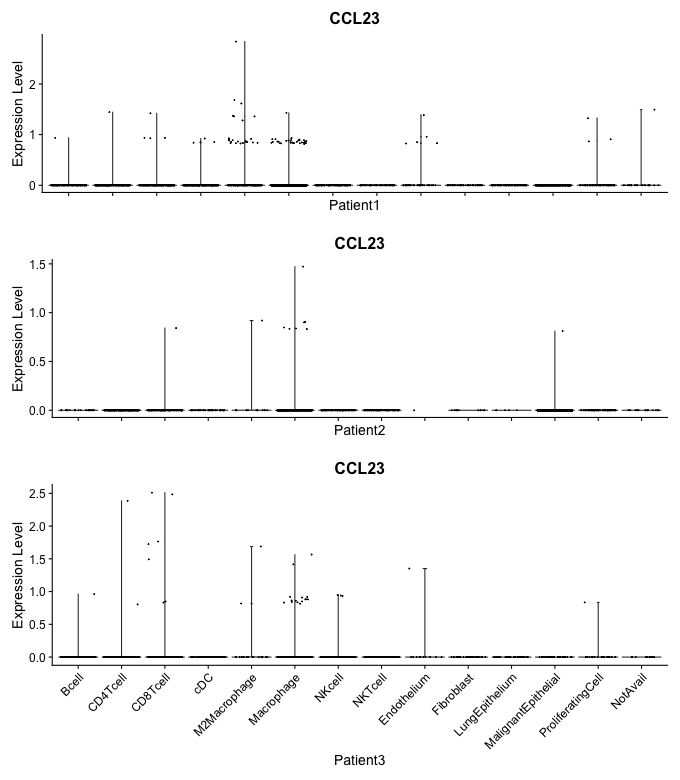 CCL23
Expression Level
2
1
0
Patient1
CCL23
Expression Level
1.5
1.0
0.5
0.0
Patient2
CCL23
Expression Level
2.5
2.0
1.5
1.0
0.5
0.0
Bcell
CD4Tcell
CD8Tcell
cDC
M2Macrophage
Macrophage
NKcell
NKTcell
Endothelium
Fibroblast
LungEpithelium
MalignantEpithelial
ProliferatingCell
NotAvail
Patient3